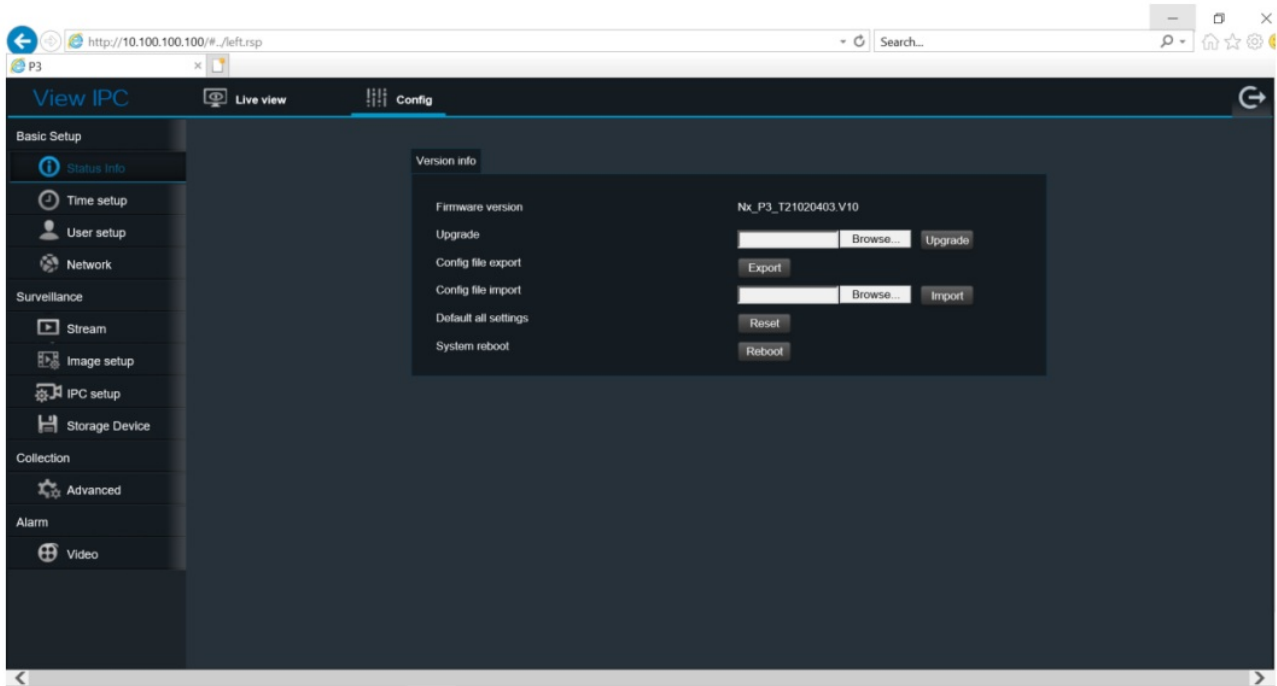 http://10.100.100.100/#../left.rsp
Search...
P3
View IPC
Live view
Config
Basic Setup
Status Info
Time setup
User setup
Network
Surveillance
Stream
Image setup
IPC setup
Storage Device
Collection
Advanced
Alarm
Video
Version info
Firmware version Nx_P3_T21020403.V10
Upgrade Browse... Upgrade
Config file export Export
Config file import Browse... Import
Default all settings Reset
System reboot Reboot